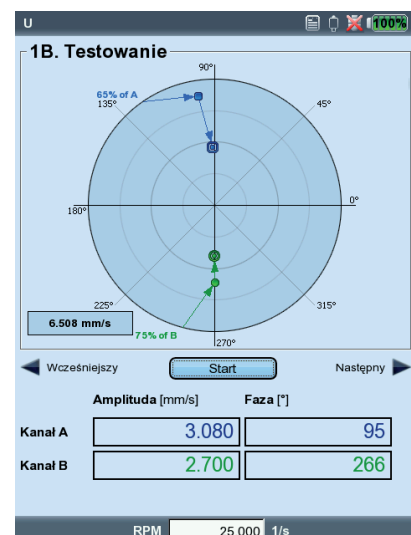 U 100%
1B. Testowanie
90°
65% of A
135° 45°
180° 0°
225° 315°
6.508 mm/s
75% of B
270°
Wcześniejszy Start Następny
Amplituda [mm/s] Faza [°]
Kanał A 3.080 95
Kanał B 2.700 266
RPM 25.000 1/s